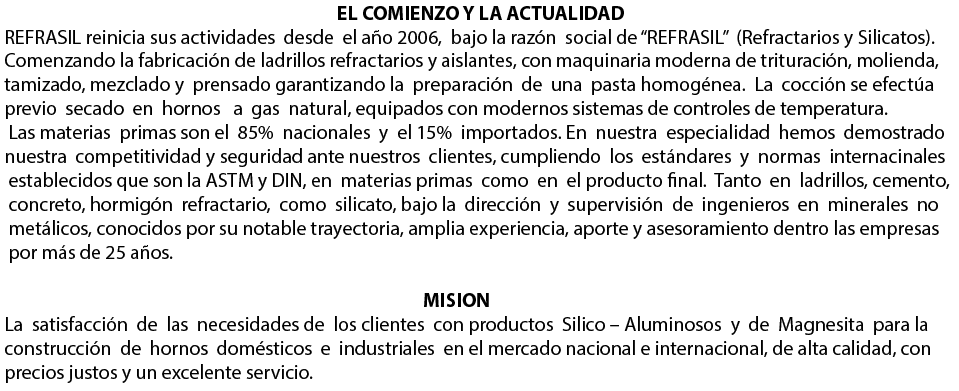 EL COMIENZO Y LA ACTUALIDAD
REFRASIL reinicia sus actividades desde el año 2006, bajo la razón social de “REFRASIL” (Refractarios y Silicatos).
Comenzando la fabricación de ladrillos refractarios y aislantes, con maquinaria moderna de trituración, molienda,
tamizado, mezclado y prensado garantizando la preparación de una pasta homogénea. La cocción se efectúa
previo secado en hornos a gas natural, equipados con modernos sistemas de controles de temperatura.
Las materias primas son el 85% nacionales y el 15% importados. En nuestra especialidad hemos demostrado
nuestra competitividad y seguridad ante nuestros clientes, cumpliendo los estándares y normas internacinales
establecidos que son la ASTM y DIN, en materias primas como en el producto final. Tanto en ladrillos, cemento,
concreto, hormigón refractario, como silicato, bajo la dirección y supervisión de ingenieros en minerales no
metálicos, conocidos por su notable trayectoria, amplia experiencia, aporte y asesoramiento dentro las empresas
por más de 25 años.
MISION
La satisfacción de las necesidades de los clientes con productos Silico – Aluminosos y de Magnesita para la
construcción de hornos domésticos e industriales en el mercado nacional e internacional, de alta calidad, con
precios justos y un excelente servicio.